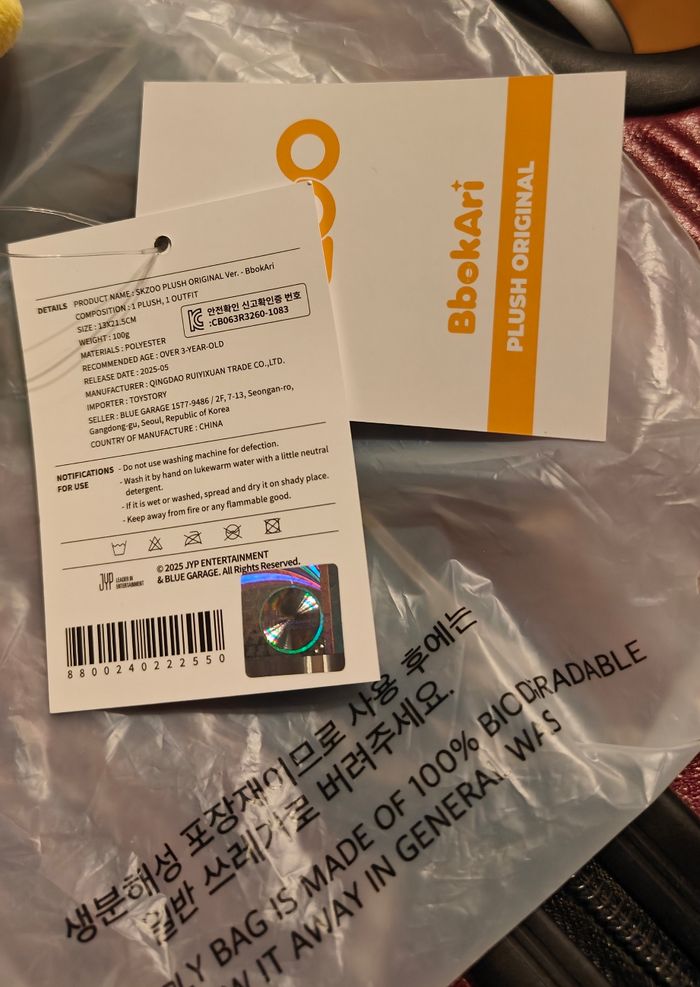 BbokAri
PLUSH ORIGINAL
DETAILS
PRODUCT NAME : SKZOO PLUSH ORIGINAL Ver. - BbokAri
COMPOSITION : 1 PLUSH, 1 OUTFIT
SIZE : 13X21.5CM
WEIGHT : 100g
MATERIALS : POLYESTER
RECOMMENDED AGE : OVER 3-YEAR-OLD
RELEASE DATE : 2025-05
MANUFACTURER : QINGDAO RUIYIXUAN TRADE CO.,LTD.
IMPORTER : TOYSTORY
SELLER : BLUE GARAGE 1577-9486 / 2F, 7-13, Seongan-ro,
Gangdong-gu, Seoul, Republic of Korea
COUNTRY OF MANUFACTURE : CHINA
안전확인 신고확인증 번호
:CB063R3260-1083
NOTIFICATIONS
FOR USE
- Do not use washing machine for defection.
- Wash it by hand on lukewarm water with a little neutral
detergent.
- If it is wet or washed, spread and dry it on shady place.
- Keep away from fire or any flammable good.
JYP LEADER IN
ENTERTAINMENT
© 2025 JYP ENTERTAINMENT
& BLUE GARAGE. All Rights Reserved.
8800240222550
생분해성 포장재이므로 사용 후에는
일반 쓰레기로 버려주세요.
LY BAG IS MADE OF 100% BIODRADABLE
W IT AWAY IN GENERAL WAS